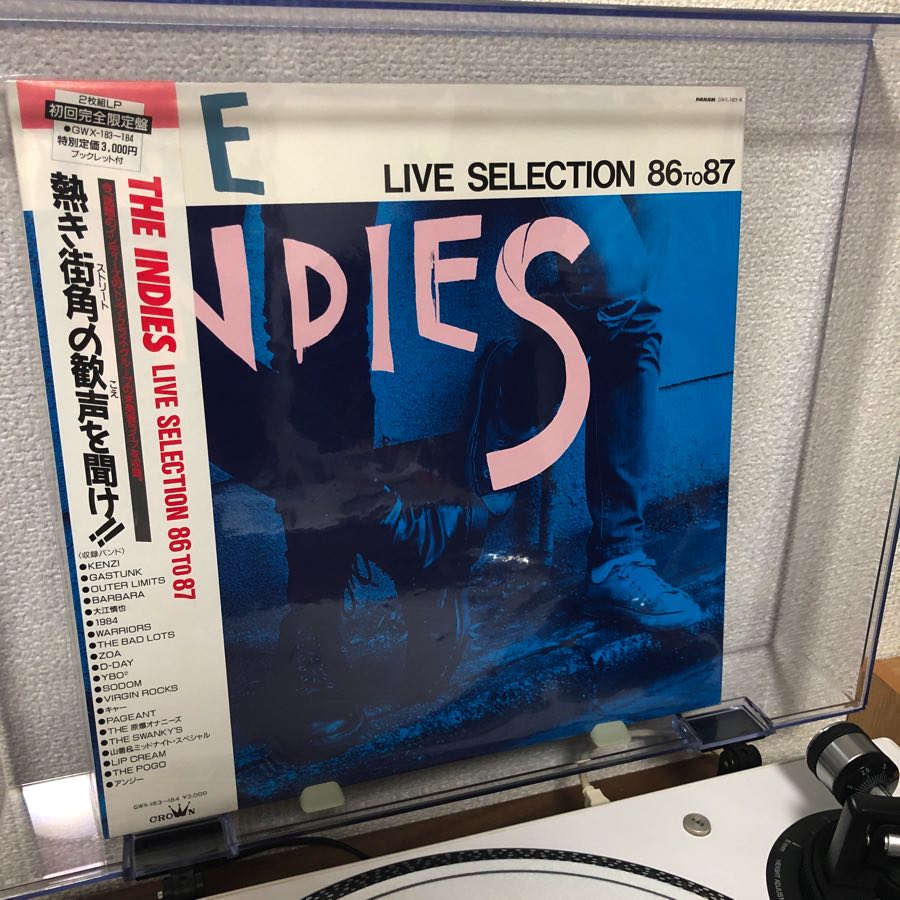 2枚組LP
初回完全限定盤
●GWX-183〜184
特別定価3,000円
ブックレット付
THE INDIES LIVE SELECTION 86 TO 87
熱き街角の歓声を聞け!!
ストリート
こえ
〈収録バンド〉
●KENZI
●GASTUNK
●OUTER LIMITS
●BARBARA
●大江慎也
●1984
●WARRIORS
●THE BAD LOTS
●ZOA
●D-DAY
●YBO²
●SODOM
●VIRGIN ROCKS
●キャー
●PAGEANT
●THE 原爆オナニーズ
●THE SWANKY'S
●山善&ミッドナイト・スペシャル
●LIP CREAM
●THE POGO
●アンジー
GWX-183〜184 ¥3,000
CROWN
E
PANAM GWX-183-4
LIVE SELECTION 86TO87
NDIES
HEIGHT ADJUST